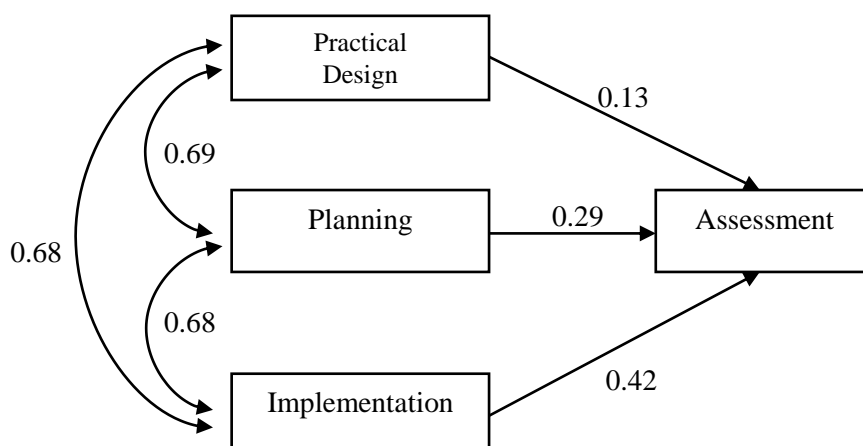 Practical
Design
0.13
0.69
Planning
0.29
Assessment
0.68
0.68
Implementation
0.42